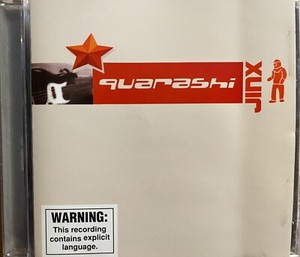 quarashi
JINX
WARNING:
This recording
contains explicit
language.